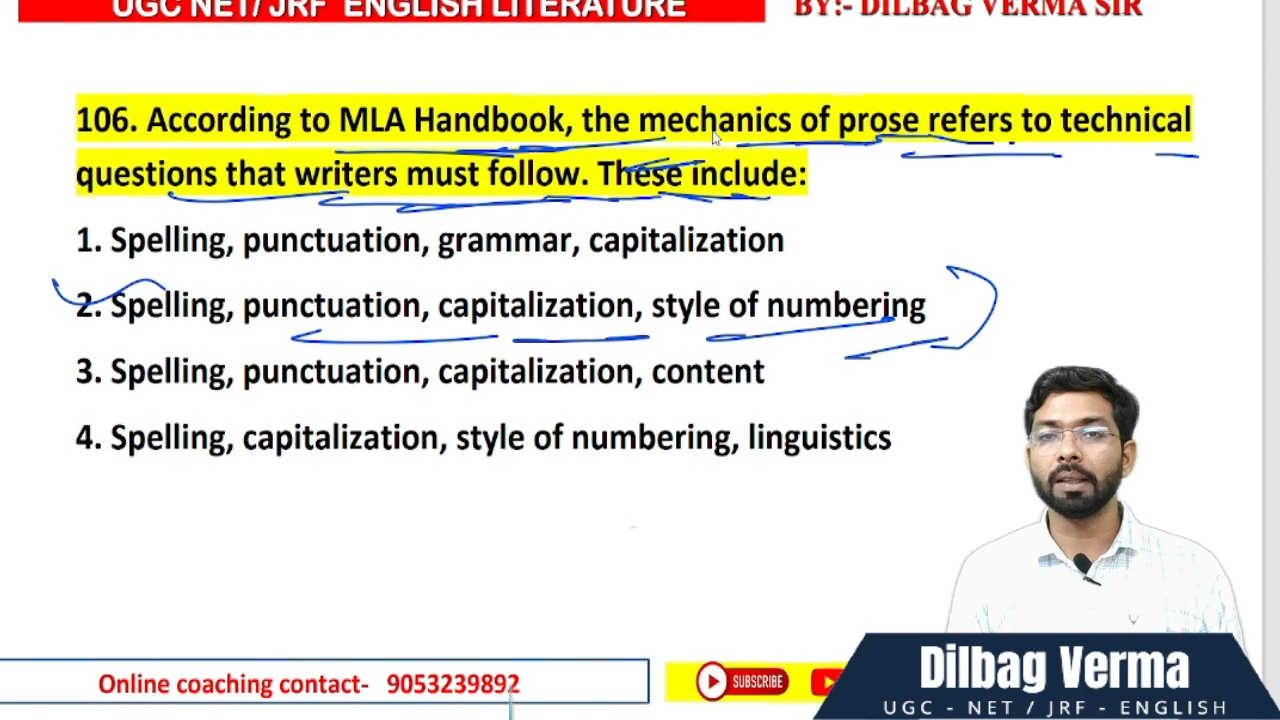 UGC NET/ JRF ENGLISH LITERATURE
BY:- DILBAG VERMA SIR
106. According to MLA Handbook, the mechanics of prose refers to technical
questions that writers must follow. These include:
1. Spelling, punctuation, grammar, capitalization
2. Spelling, punctuation, capitalization, style of numbering
3. Spelling, punctuation, capitalization, content
4. Spelling, capitalization, style of numbering, linguistics
Online coaching contact- 9053239892
SUBSCRIBE
Dilbag Verma
UGC - NET / JRF - ENGLISH